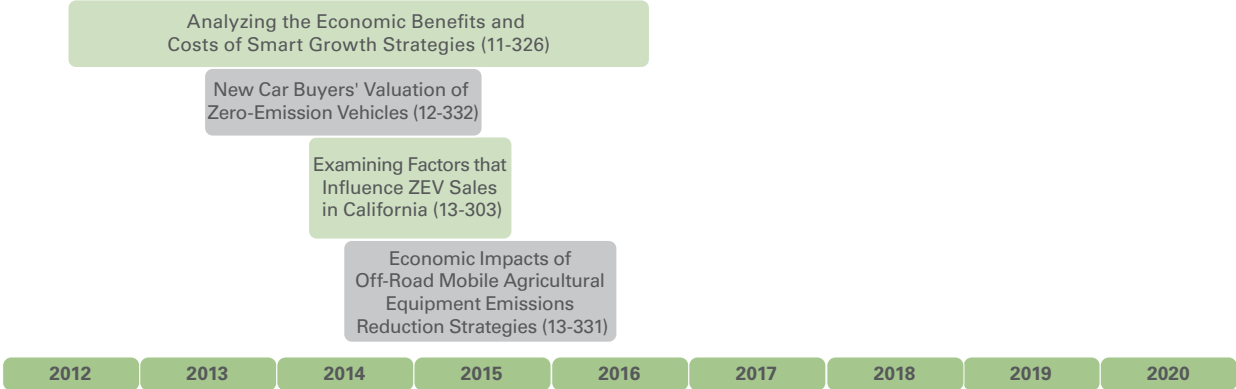 Analyzing the Economic Benefits and
Costs of Smart Growth Strategies (11-326)
New Car Buyers' Valuation of
Zero-Emission Vehicles (12-332)
Examining Factors that
Influence ZEV Sales
in California (13-303)
Economic Impacts of
Off-Road Mobile Agricultural
Equipment Emissions
Reduction Strategies (13-331)
2012 2013 2014 2015 2016 2017 2018 2019 2020